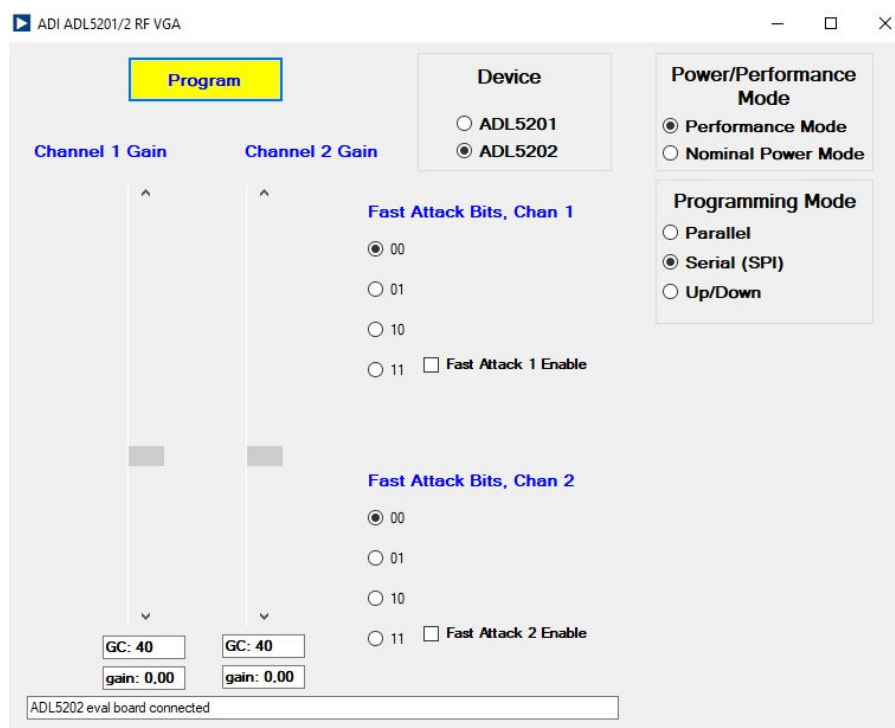 ADI ADL5201/2 RF VGA
Program
Device
ADL5201
ADL5202
Power/Performance
Mode
Performance Mode
Nominal Power Mode
Channel 1 Gain
Channel 2 Gain
Programming Mode
Parallel
Serial (SPI)
Up/Down
Fast Attack Bits, Chan 1
00
01
10
11
Fast Attack 1 Enable
Fast Attack Bits, Chan 2
00
01
10
11
Fast Attack 2 Enable
GC: 40
GC: 40
gain: 0,00
gain: 0,00
ADL5202 eval board connected